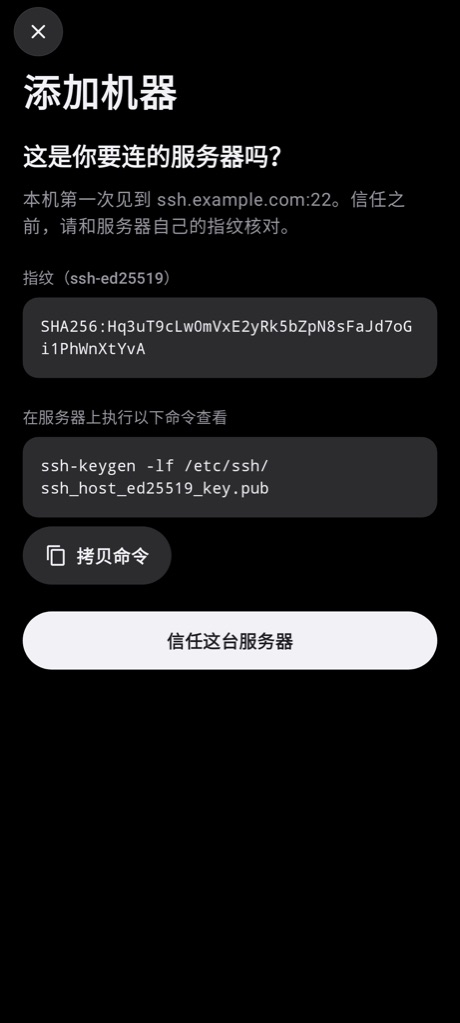 添加机器
这是你要连的服务器吗？
本机第一次见到 ssh.example.com:22。信任之
前，请和服务器自己的指纹核对。
指纹（ssh-ed25519）
SHA256:Hq3uT9cLwOmVxE2yRk5bZpN8sFaJd7oG
i1PhWnXtYvA
在服务器上执行以下命令查看
ssh-keygen -lf /etc/ssh/
ssh_host_ed25519_key.pub
拷贝命令
信任这台服务器